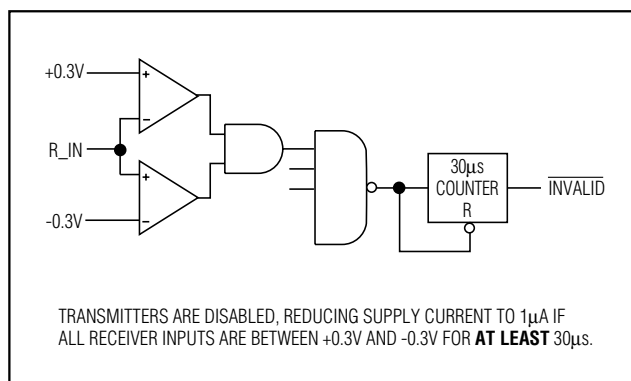 +0.3V
R_IN
-0.3V
30µs
COUNTER
R
INVALID
TRANSMITTERS ARE DISABLED, REDUCING SUPPLY CURRENT TO 1µA IF
ALL RECEIVER INPUTS ARE BETWEEN +0.3V AND -0.3V FOR AT LEAST 30µs.